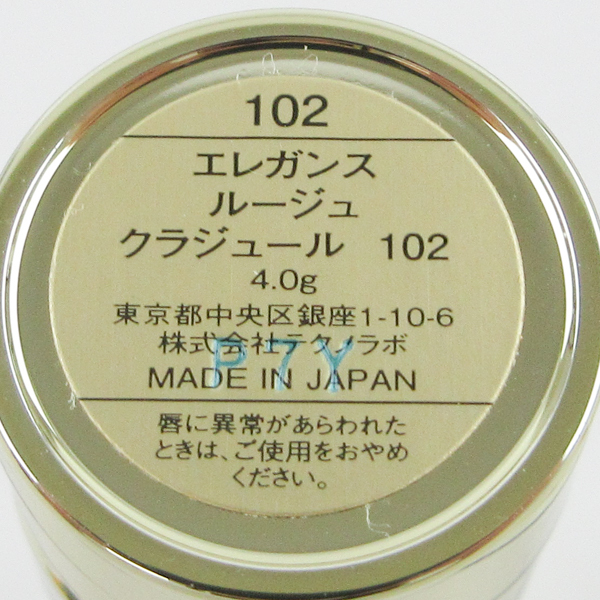 102
エレガンス
ルージュ
クラジュール 102
4.0g
東京都中央区銀座1-10-6
株式会社テクノラボ
P7Y
MADE IN JAPAN
唇に異常があらわれた
ときは、ご使用をおやめ
ください。